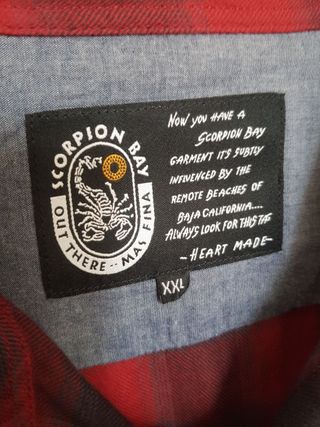 SCORPION BAY
OUT THERE -- MAS FINA
NOW YOU HAVE A
SCORPION BAY
GARMENT ITS SUBTLY
INFLUENCED BY THE
REMOTE BEACHES OF
BAJA CALIFORNIA....
ALWAYS LOOK FOR THIS TAG
-HEART MADE-
XXL